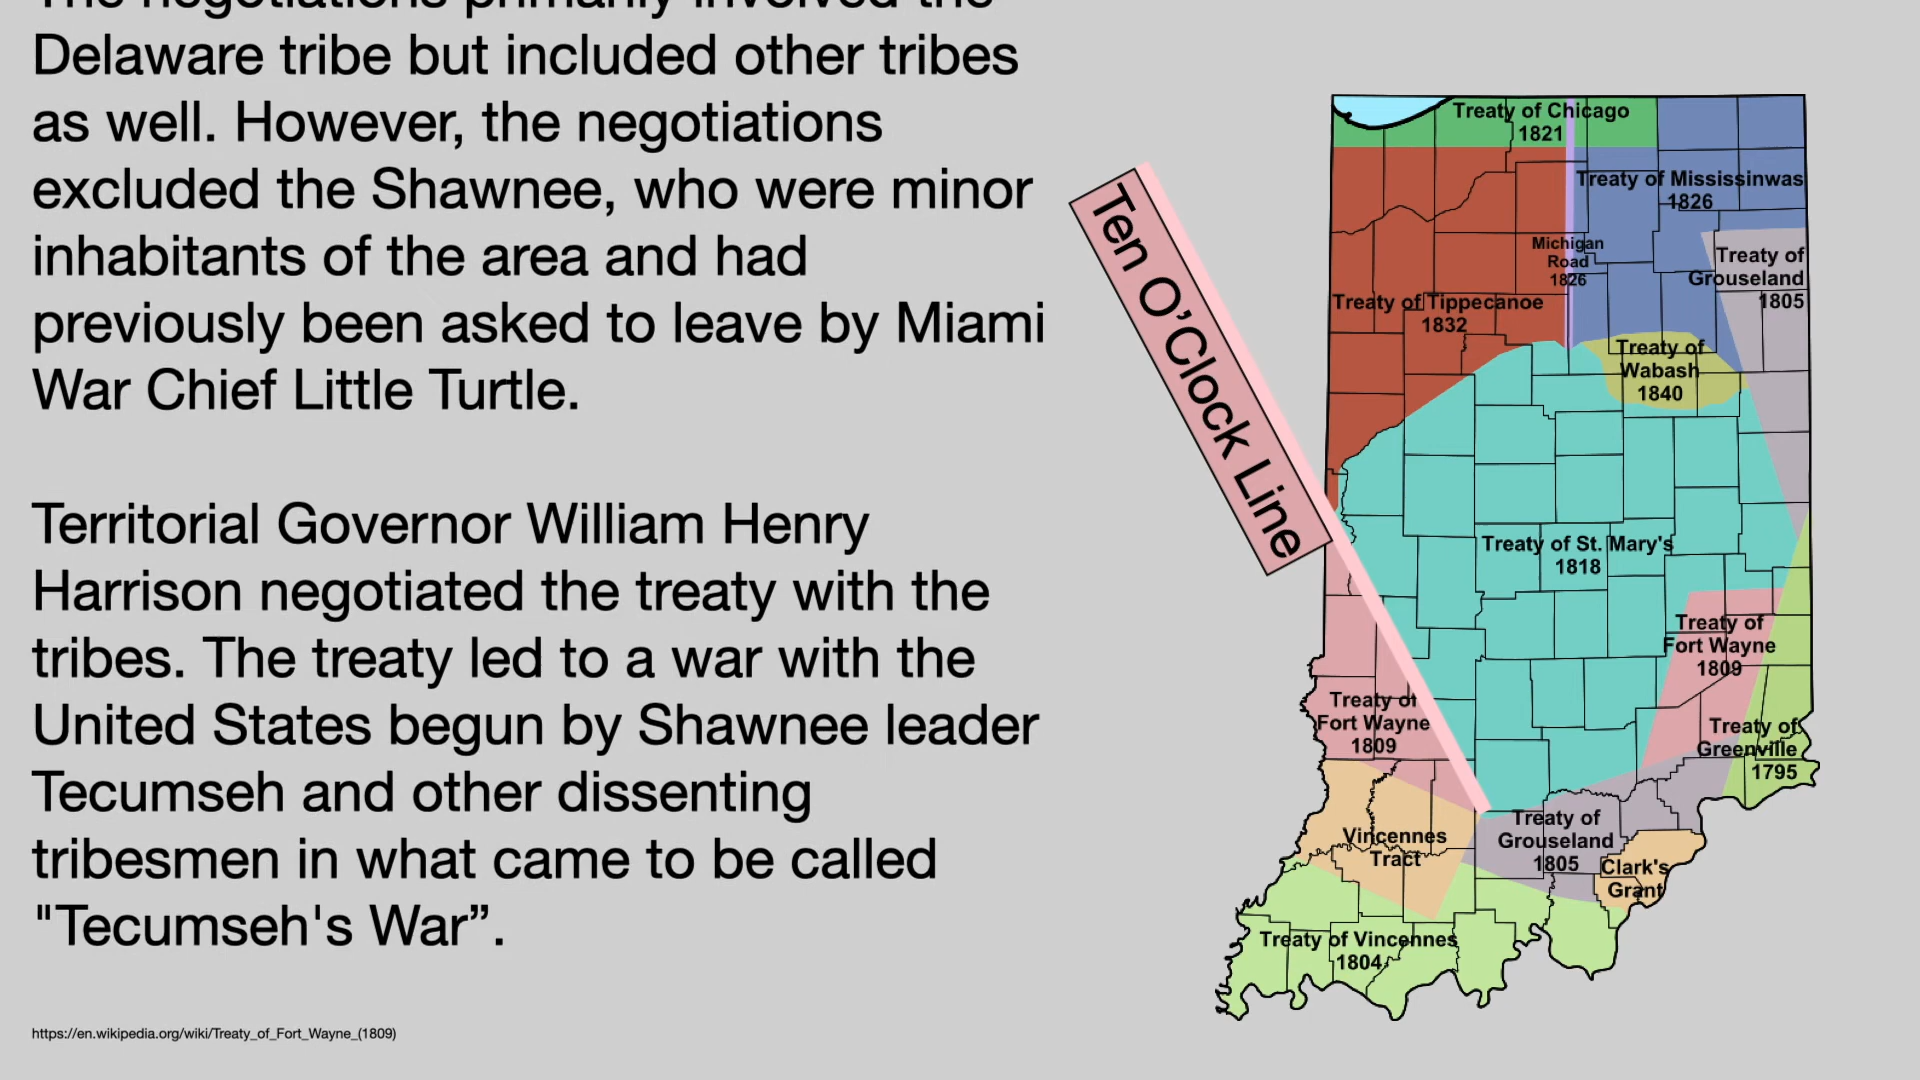 The negotiations primarily involved the
Delaware tribe but included other tribes
as well. However, the negotiations
excluded the Shawnee, who were minor
inhabitants of the area and had
previously been asked to leave by Miami
War Chief Little Turtle.
Territorial Governor William Henry
Harrison negotiated the treaty with the
tribes. The treaty led to a war with the
United States begun by Shawnee leader
Tecumseh and other dissenting
tribesmen in what came to be called
"Tecumseh's War”.
https://en.wikipedia.org/wiki/Treaty_of_Fort_Wayne_(1809)
Ten O’Clock Line
Treaty of Chicago
1821
Treaty of Mississinwas
1826
Michigan
Road
1826
Treaty of
Grouseland
1805
Treaty of Tippecanoe
1832
Treaty of
Wabash
1840
Treaty of St. Mary's
1818
Treaty of
Fort Wayne
1809
Treaty of
Fort Wayne
1809
Treaty of
Greenville
1795
Vincennes
Tract
Treaty of
Grouseland
1805
Clark's
Grant
Treaty of Vincennes
1804